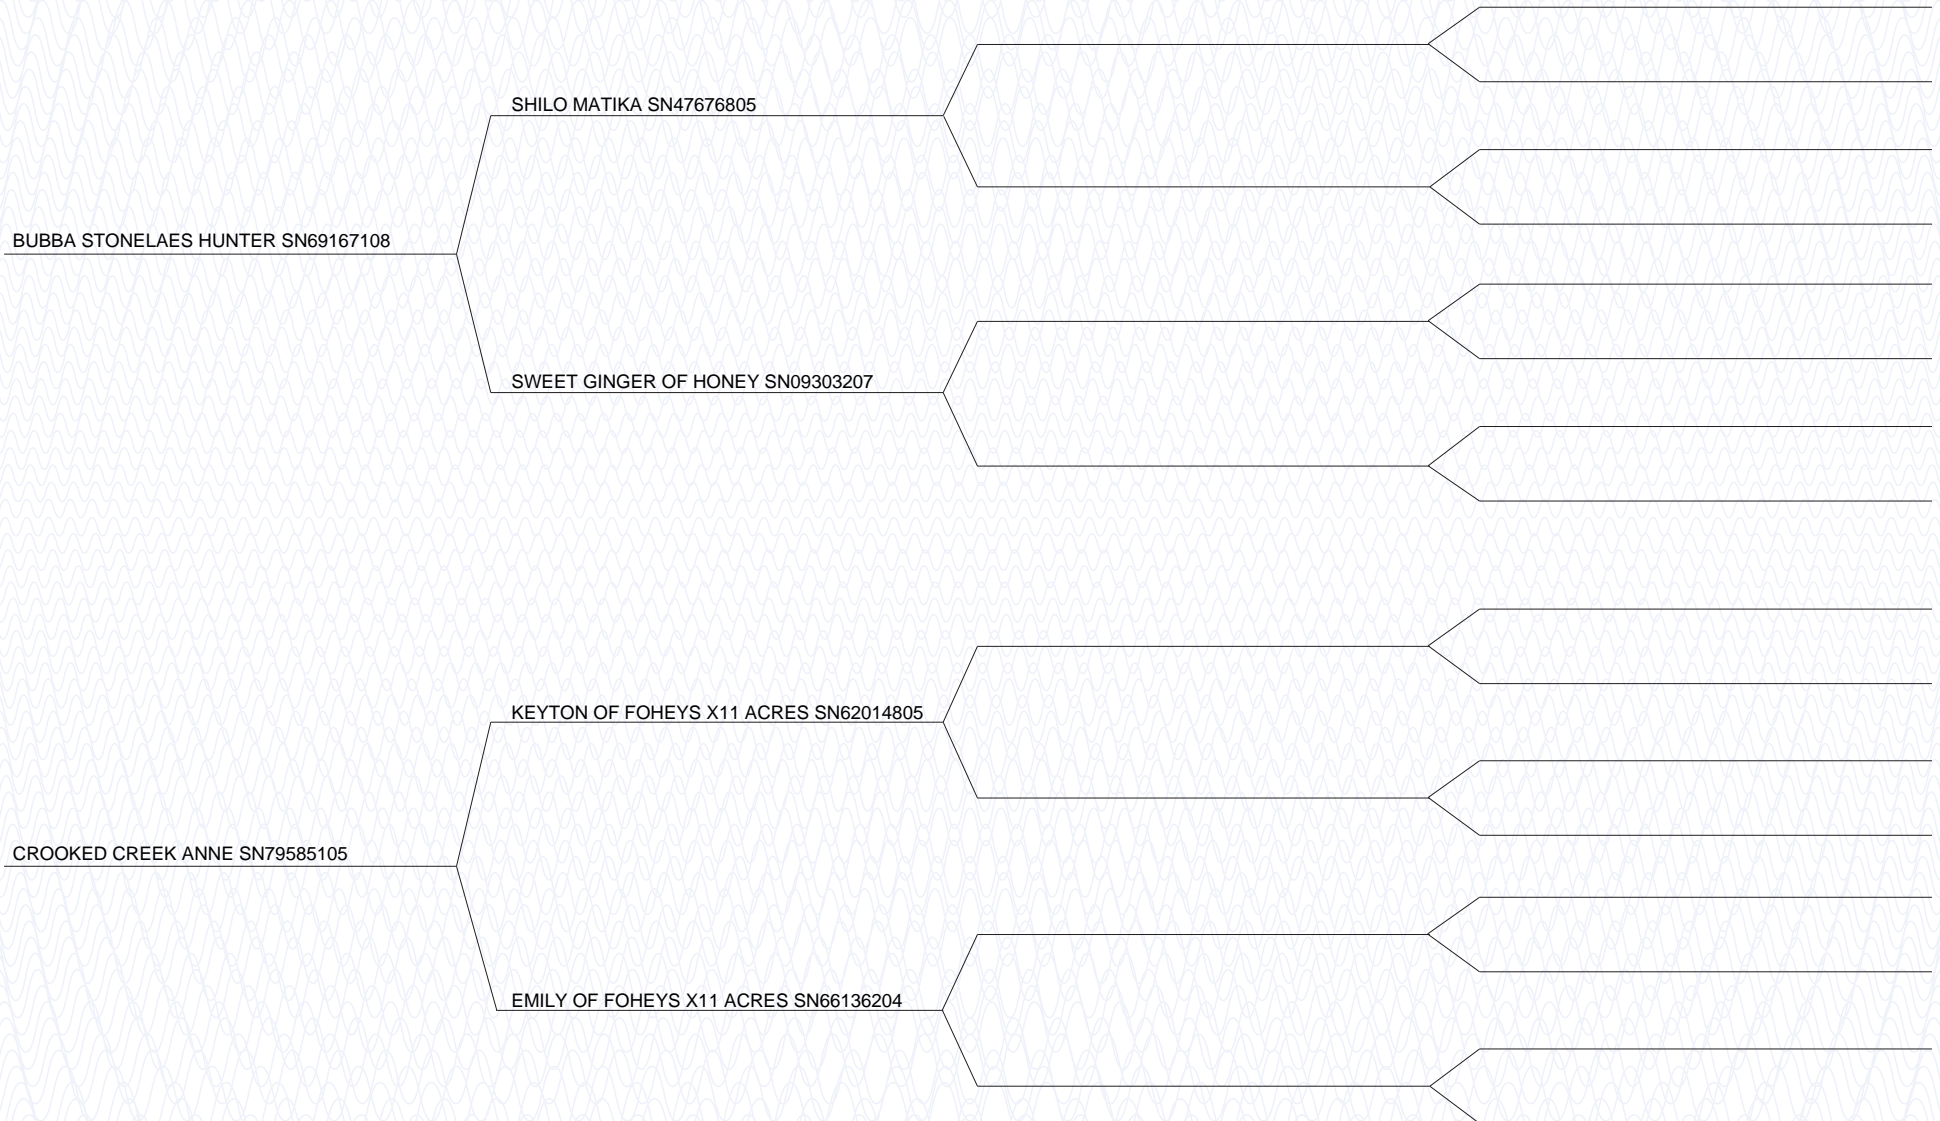 SHILO MATIKA SN47676805
BUBBA STONELAES HUNTER SN69167108
SWEET GINGER OF HONEY SN09303207
KEYTON OF FOHEYS X11 ACRES SN62014805
CROOKED CREEK ANNE SN79585105
EMILY OF FOHEYS X11 ACRES SN66136204